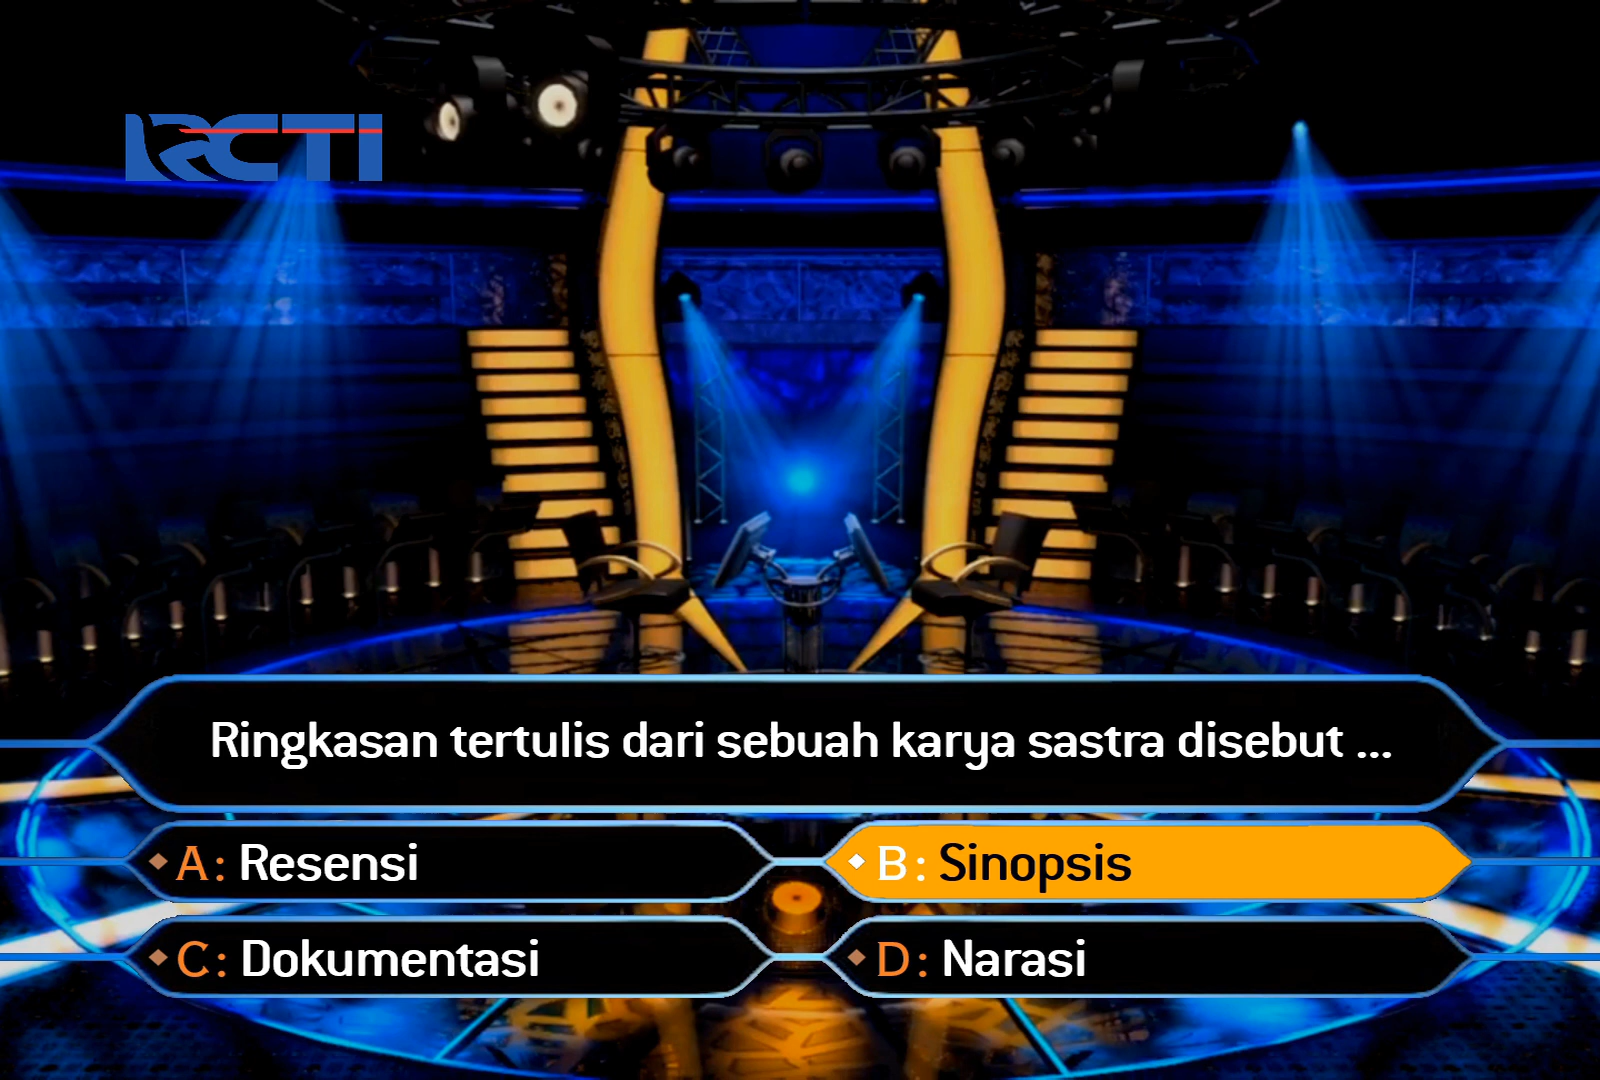 RCTI
Ringkasan tertulis dari sebuah karya sastra disebut ...
A: Resensi
B: Sinopsis
C: Dokumentasi
D: Narasi